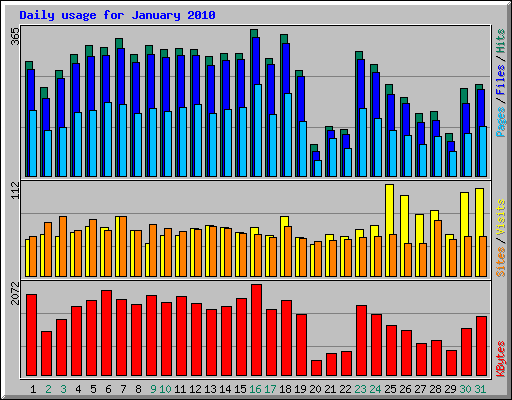 Daily usage for January 2010
365
Pages / Files / Hits
112
Sites / Visits
2072
KBytes
1 2 3 4 5 6 7 8 9 10 11 12 13 14 15 16 17 18 19 20 21 22 23 24 25 26 27 28 29 30 31